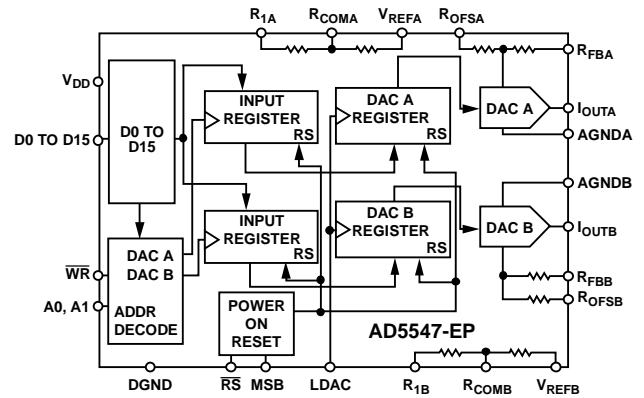 R1A RCOMA VREFA ROFSA
RFBA
VDD
D0 TO D15
D0 TO
D15
INPUT
REGISTER
RS
DAC A
REGISTER
RS
DAC A
IOUTA
AGNDA
AGNDB
INPUT
REGISTER
RS
DAC B
REGISTER
RS
DAC B
IOUTB
WR
A0, A1
DAC A
DAC B
ADDR
DECODE
RFBB
ROFSB
POWER
ON
RESET
AD5547-EP
DGND RS MSB LDAC R1B RCOMB VREFB